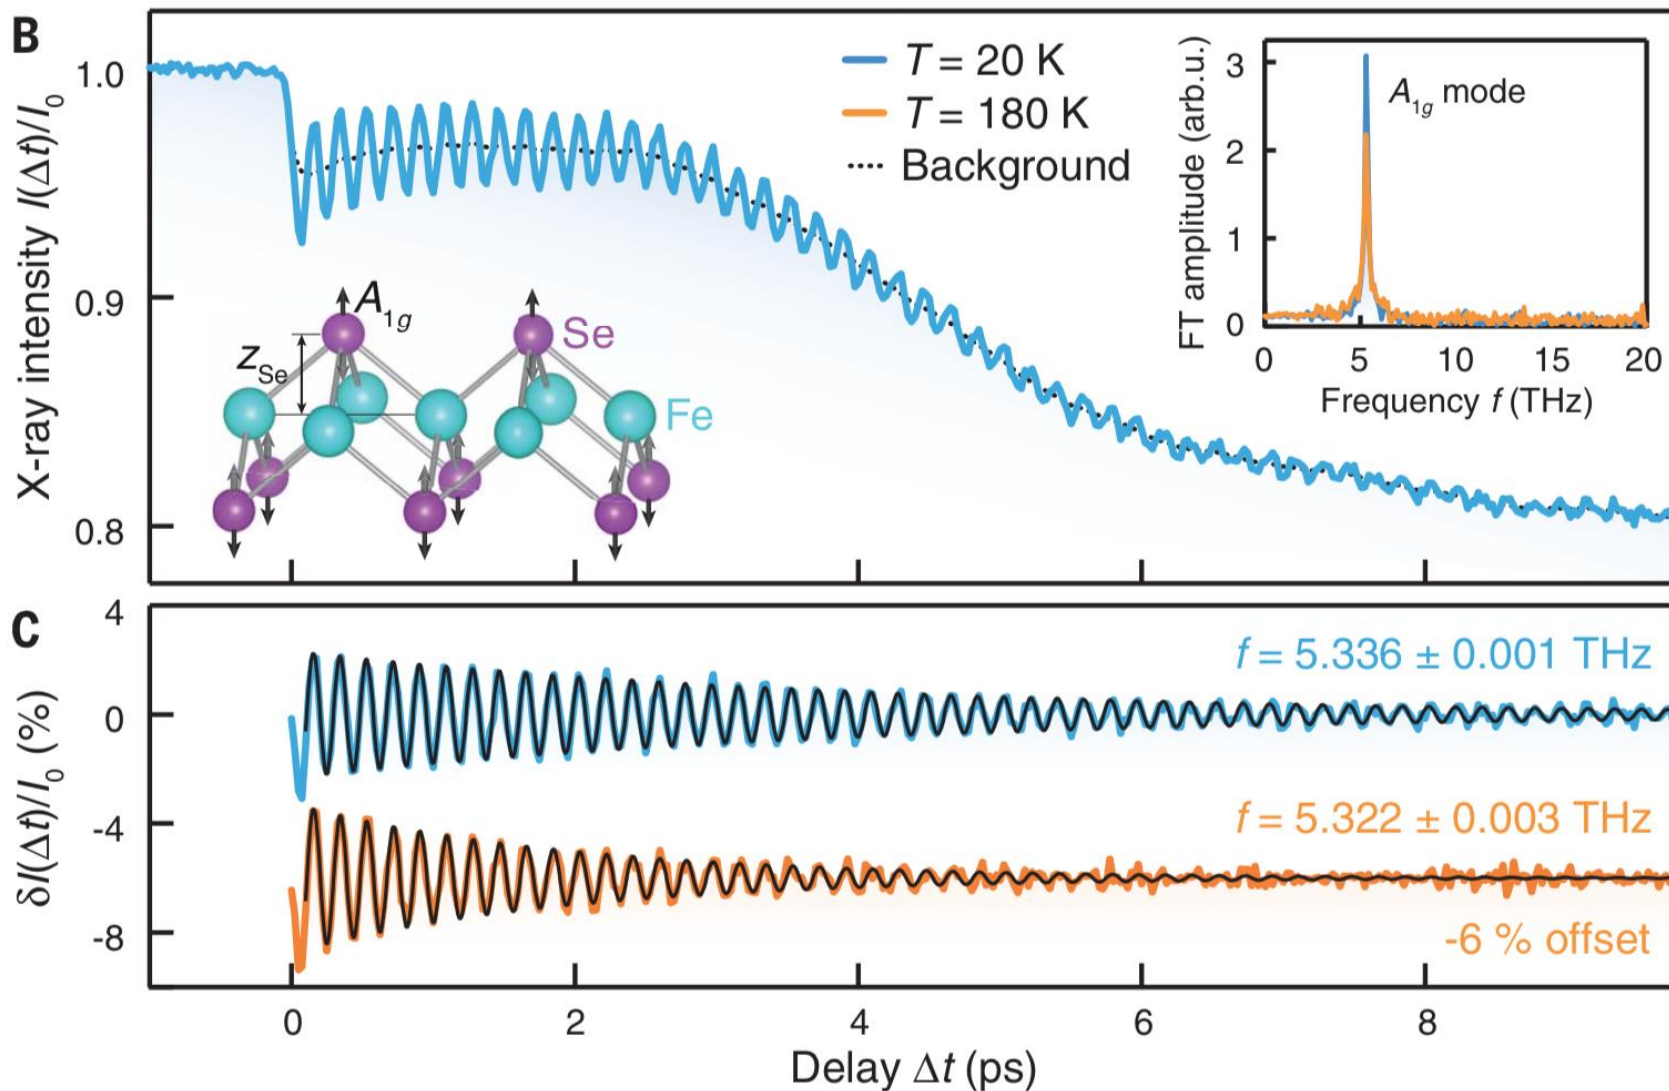 B
X-ray intensity I(Δt)/I₀
1.0
0.9
0.8
T = 20 K
T = 180 K
Background
A₁g
Se
z_Se
Fe
FT amplitude (arb.u.)
3
2
1
0
A₁g mode
0 5 10 15 20
Frequency f (THz)
C
δI(Δt)/I₀ (%)
4
0
-4
-8
f = 5.336 ± 0.001 THz
f = 5.322 ± 0.003 THz
-6 % offset
0 2 4 6 8
Delay Δt (ps)